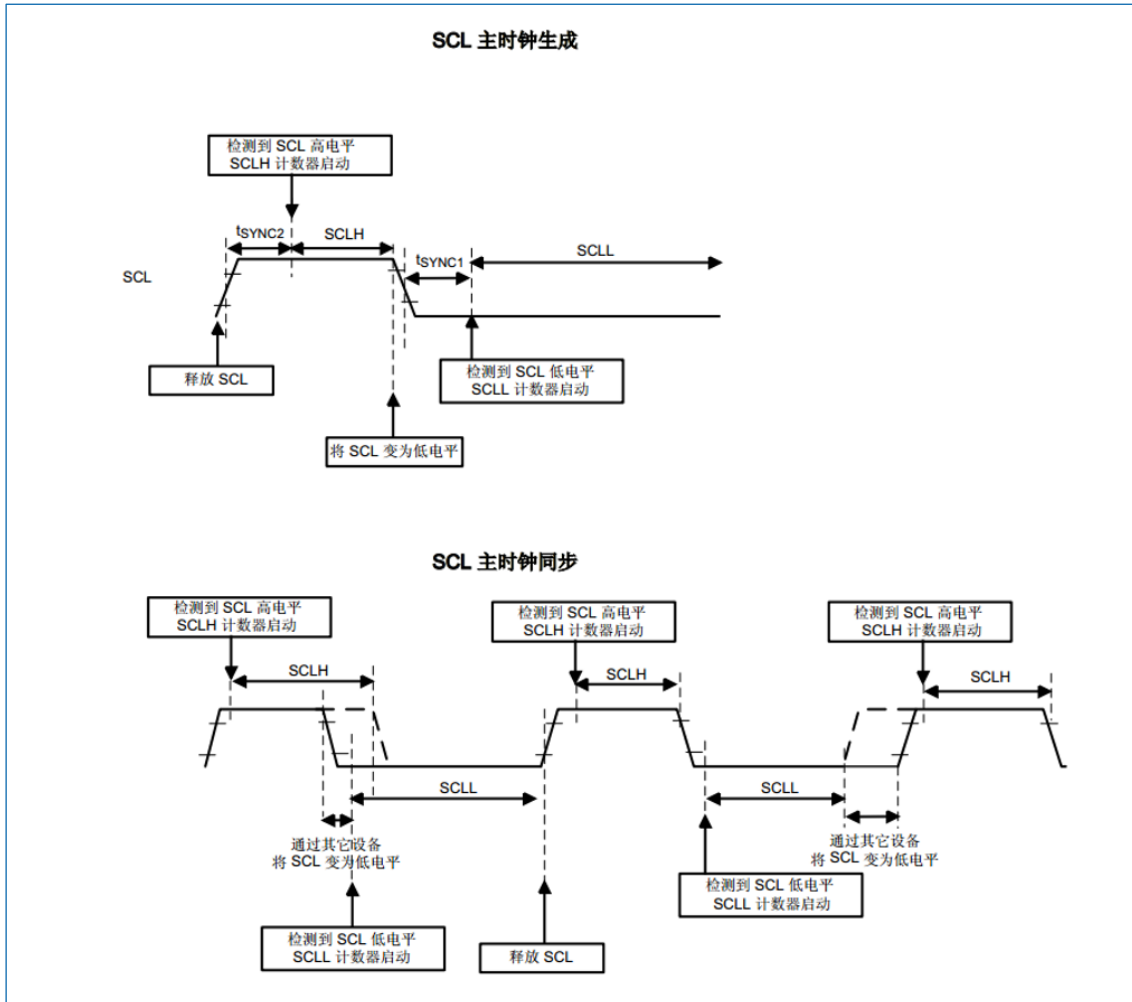 SCL 主时钟生成
检测到 SCL 高电平
SCLH 计数器启动
tSYNC2
SCLH
tSYNC1
SCLL
SCL
释放 SCL
检测到 SCL 低电平
SCLL 计数器启动
将 SCL 变为低电平
SCL 主时钟同步
检测到 SCL 高电平
SCLH 计数器启动
检测到 SCL 高电平
SCLH 计数器启动
检测到 SCL 高电平
SCLH 计数器启动
SCLH
SCLH
SCLH
SCLL
SCLL
通过其它设备
将 SCL 变为低电平
通过其它设备
将 SCL 变为低电平
检测到 SCL 低电平
SCLL 计数器启动
检测到 SCL 低电平
SCLL 计数器启动
释放 SCL